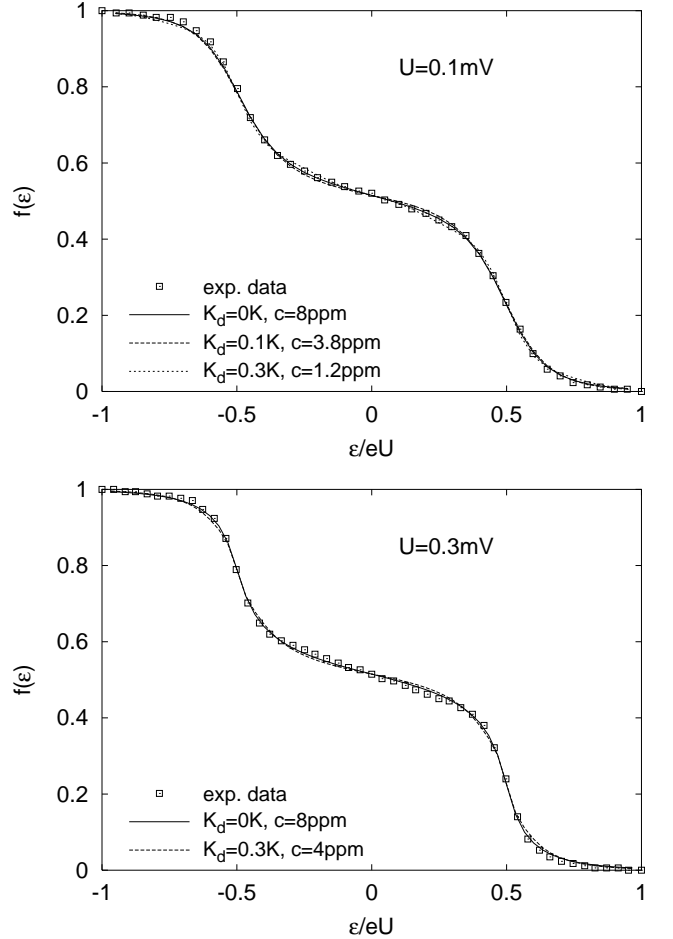 1
0.8
0.6
0.4
0.2
0
f(ε)
U=0.1mV
exp. data
K_d=0K, c=8ppm
K_d=0.1K, c=3.8ppm
K_d=0.3K, c=1.2ppm
-1
-0.5
0
0.5
1
ε/eU
1
0.8
0.6
0.4
0.2
0
f(ε)
U=0.3mV
exp. data
K_d=0K, c=8ppm
K_d=0.3K, c=4ppm
-1
-0.5
0
0.5
1
ε/eU